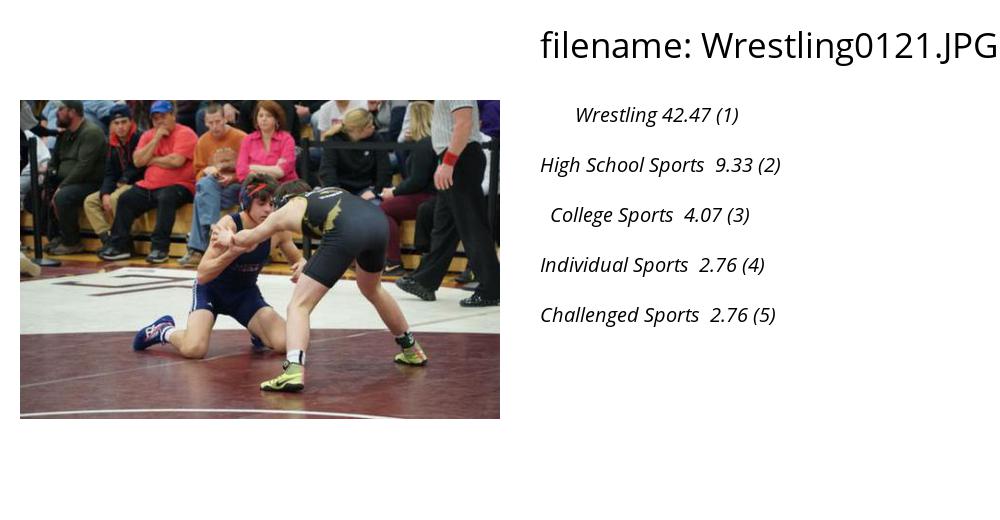 filename: Wrestling0121.JPG
Wrestling 42.47 (1)
High School Sports 9.33 (2)
College Sports 4.07 (3)
Individual Sports 2.76 (4)
Challenged Sports 2.76 (5)